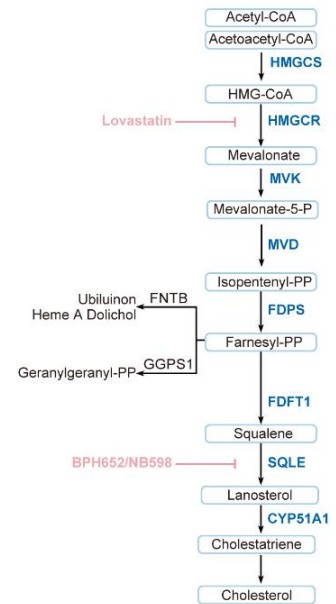 Acetyl-CoA
Acetoacetyl-CoA
HMGCS
HMG-CoA
Lovastatin
HMGCR
Mevalonate
MVK
Mevalonate-5-P
MVD
Isopentenyl-PP
Ubiluinon
FNTB
FDPS
Heme A Dolichol
Farnesyl-PP
Geranylgeranyl-PP
GGPS1
FDFT1
Squalene
BPH652/NB598
SQLE
Lanosterol
CYP51A1
Cholestatriene
Cholesterol